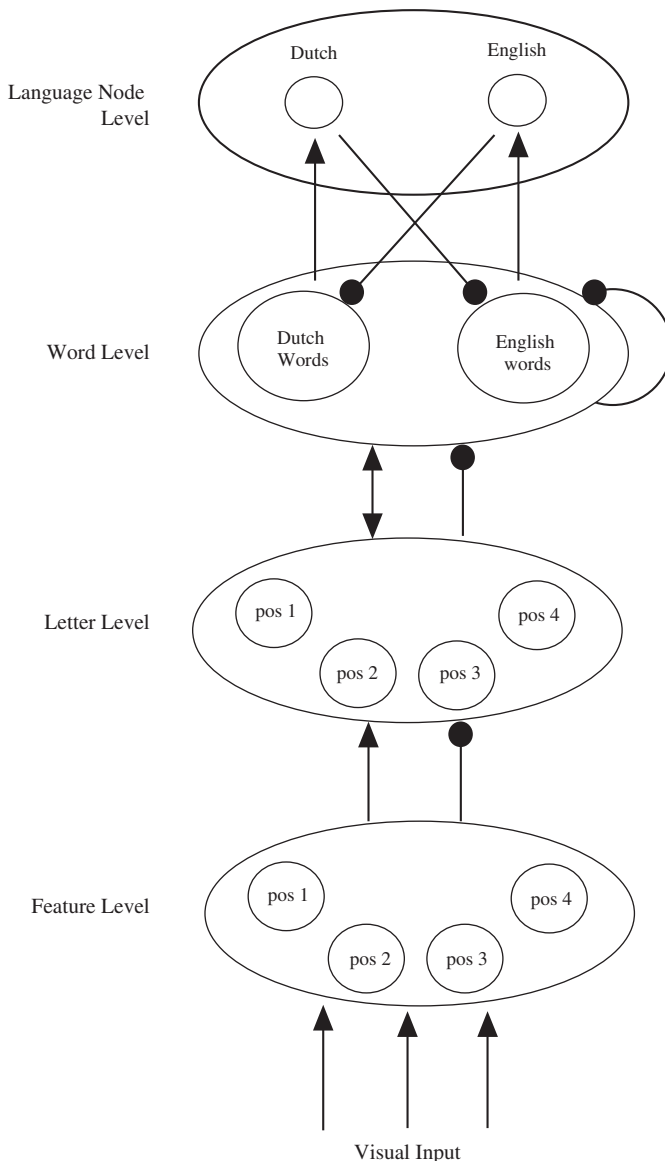 Dutch
English
Language Node
Level
Word Level
Dutch
Words
English
words
Letter Level
pos 1
pos 4
pos 2
pos 3
Feature Level
pos 1
pos 4
pos 2
pos 3
Visual Input